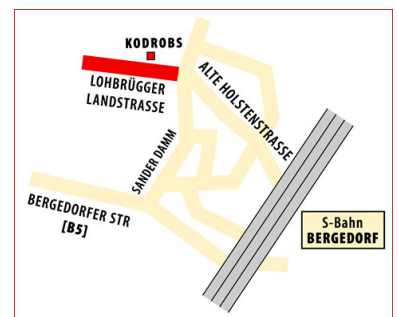 KODROBS
LOHBRÜGGER
LANDSTRASSE
ALTE HOLSTENSTRASSE
SANDER DAMM
BERGEDORFER STR
[B5]
S-Bahn
BERGEDORF